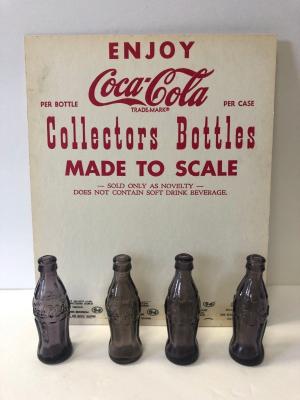 ENJOY
Coca-Cola
TRADE-MARK®
PER BOTTLE
PER CASE
Collectors Bottles
MADE TO SCALE
— SOLD ONLY AS NOVELTY —
DOES NOT CONTAIN SOFT DRINK BEVERAGE.